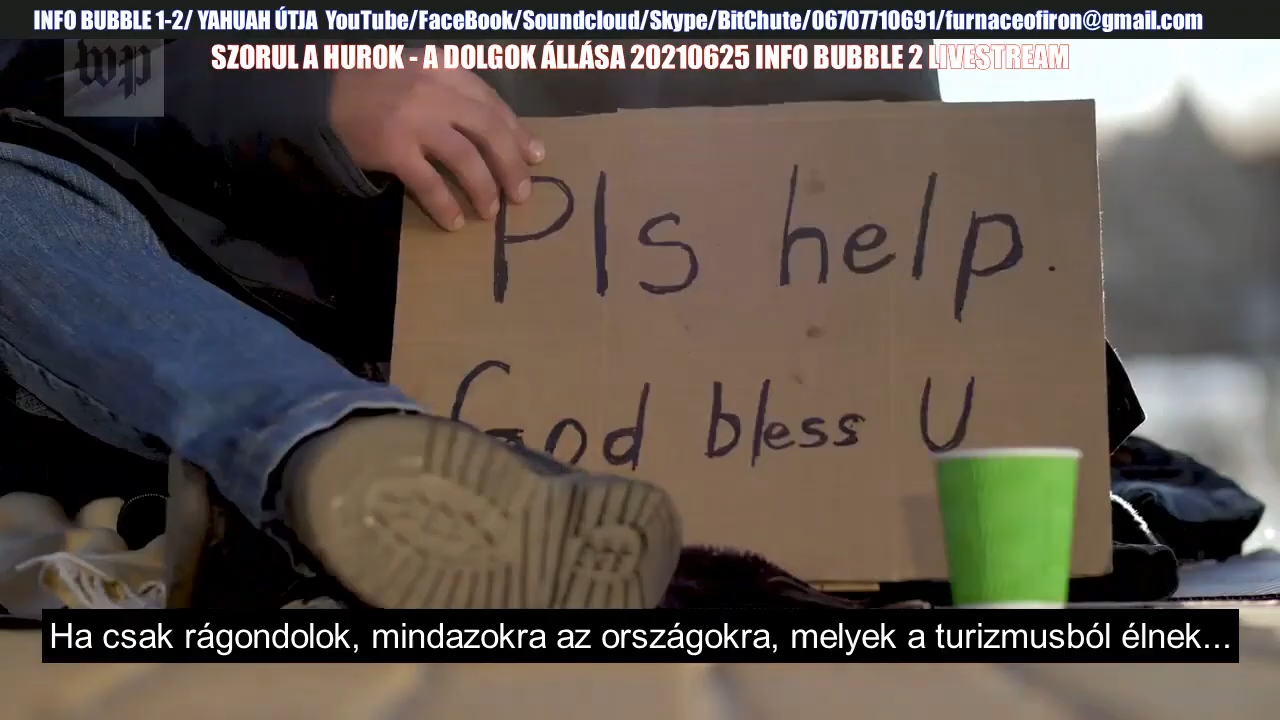 INFO BUBBLE 1-2/ YAHUAH ÚTJA YouTube/FaceBook/Soundcloud/Skype/BitChute/06707710691/furnaceofiron@gmail.com
SZORUL A HUROK - A DOLGOK ÁLLÁSA 20210625 INFO BUBBLE 2 LIVESTREAM
wp
Pls help.
God bless U
Ha csak rágondolok, mindazokra az országokra, melyek a turizmusból élnek...